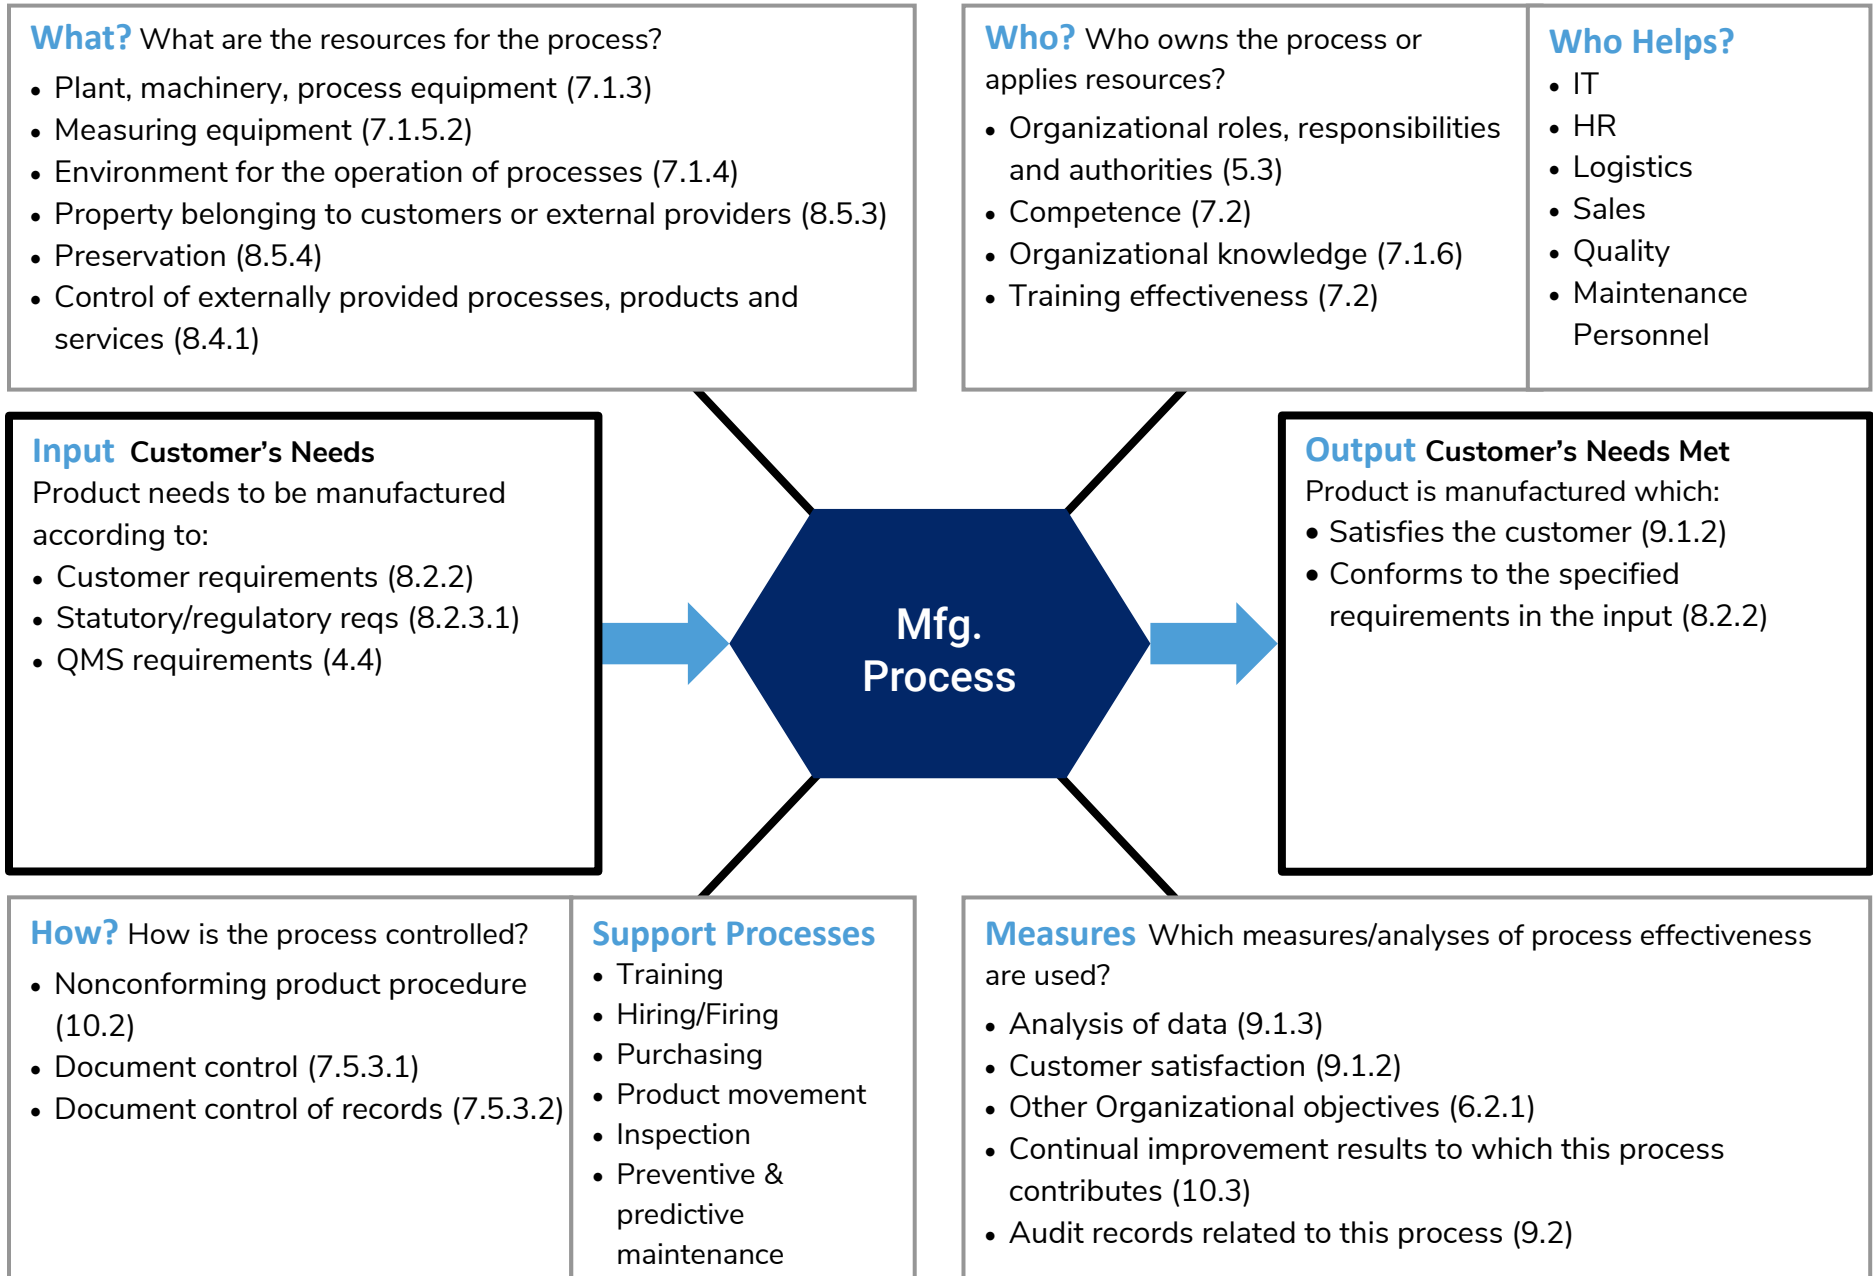 What? What are the resources for the process?
• Plant, machinery, process equipment (7.1.3)
• Measuring equipment (7.1.5.2)
• Environment for the operation of processes (7.1.4)
• Property belonging to customers or external providers (8.5.3)
• Preservation (8.5.4)
• Control of externally provided processes, products and
services (8.4.1)
Who? Who owns the process or
applies resources?
• Organizational roles, responsibilities
and authorities (5.3)
• Competence (7.2)
• Organizational knowledge (7.1.6)
• Training effectiveness (7.2)
Who Helps?
• IT
• HR
• Logistics
• Sales
• Quality
• Maintenance
Personnel
Input Customer’s Needs
Product needs to be manufactured
according to:
• Customer requirements (8.2.2)
• Statutory/regulatory reqs (8.2.3.1)
• QMS requirements (4.4)
Mfg.
Process
Output Customer’s Needs Met
Product is manufactured which:
• Satisfies the customer (9.1.2)
• Conforms to the specified
requirements in the input (8.2.2)
How? How is the process controlled?
• Nonconforming product procedure
(10.2)
• Document control (7.5.3.1)
• Document control of records (7.5.3.2)
Support Processes
• Training
• Hiring/Firing
• Purchasing
• Product movement
• Inspection
• Preventive &
predictive
maintenance
Measures Which measures/analyses of process effectiveness
are used?
• Analysis of data (9.1.3)
• Customer satisfaction (9.1.2)
• Other Organizational objectives (6.2.1)
• Continual improvement results to which this process
contributes (10.3)
• Audit records related to this process (9.2)